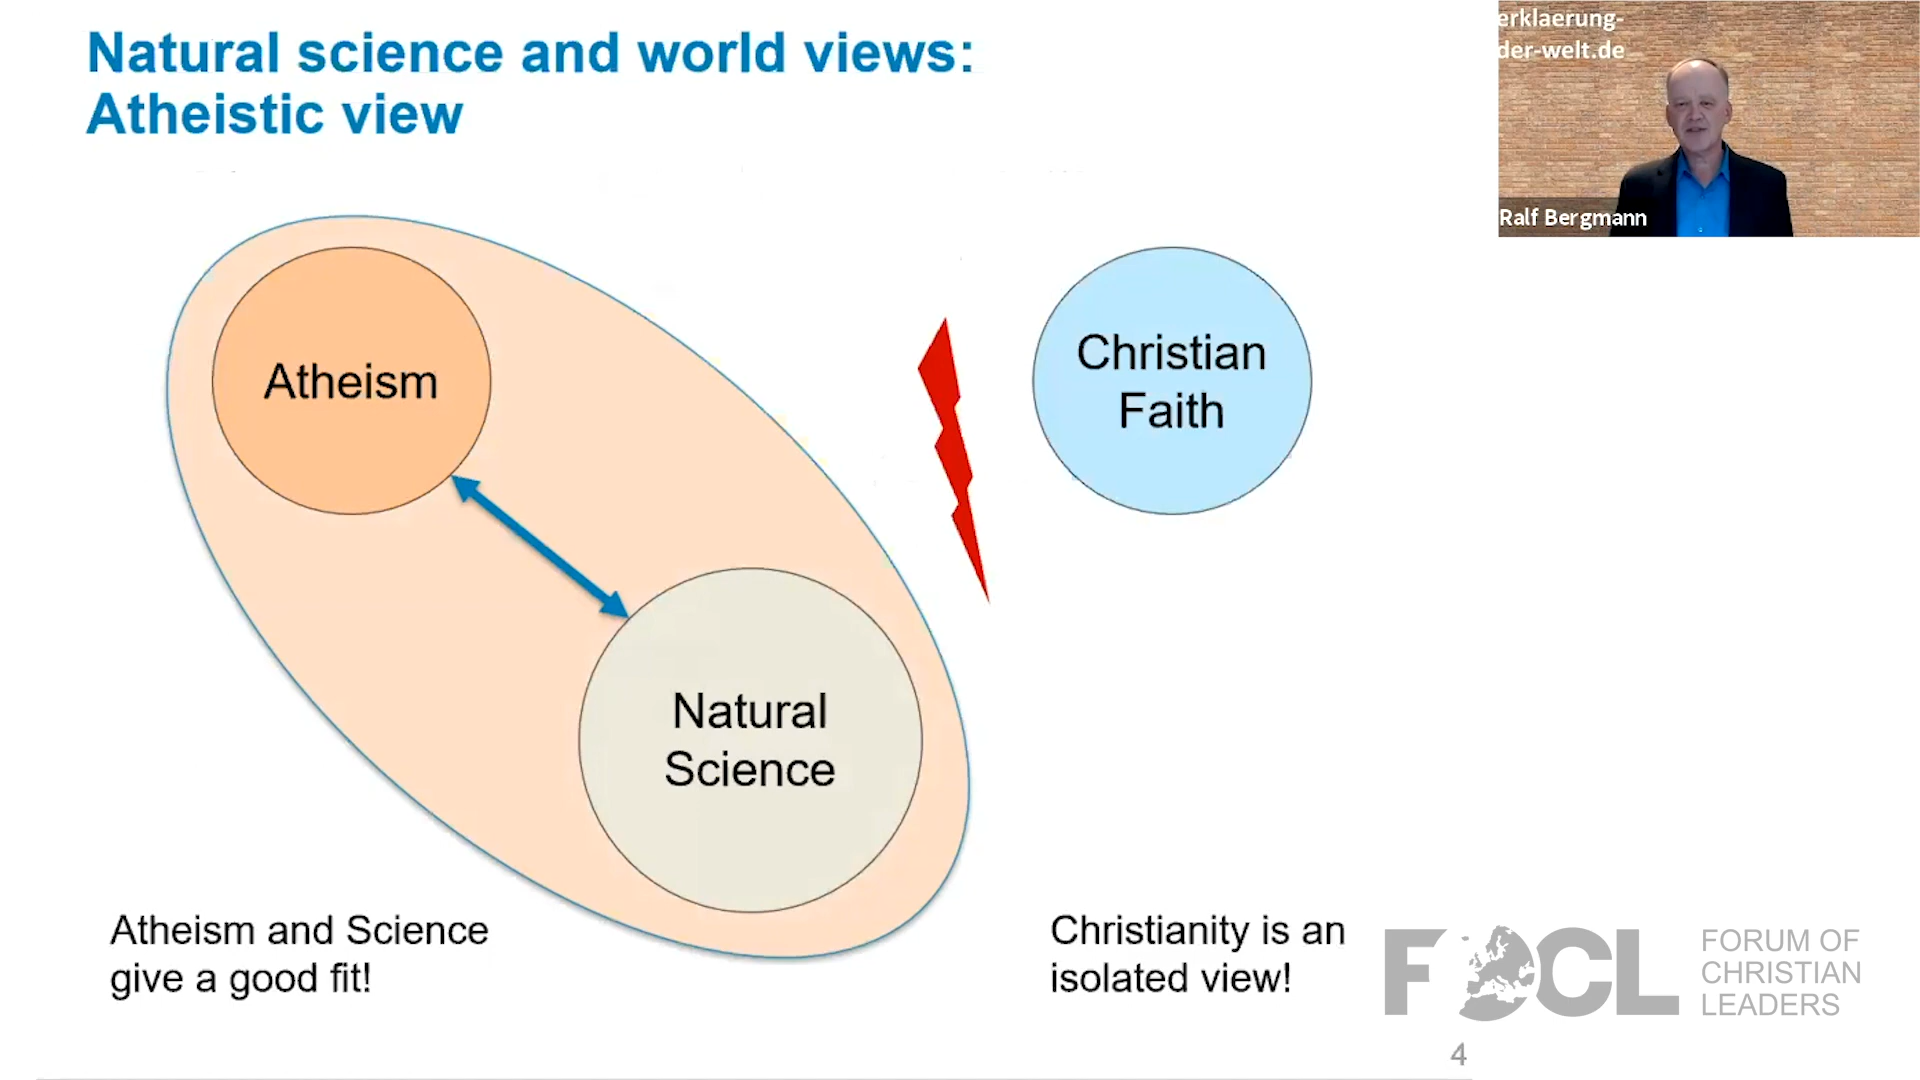 Natural science and world views:
Atheistic view
erklaerung-
der-welt.de
Ralf Bergmann
Atheism
Christian
Faith
Natural
Science
Atheism and Science
give a good fit!
Christianity is an
isolated view!
FOCL
FORUM OF
CHRISTIAN
LEADERS
4